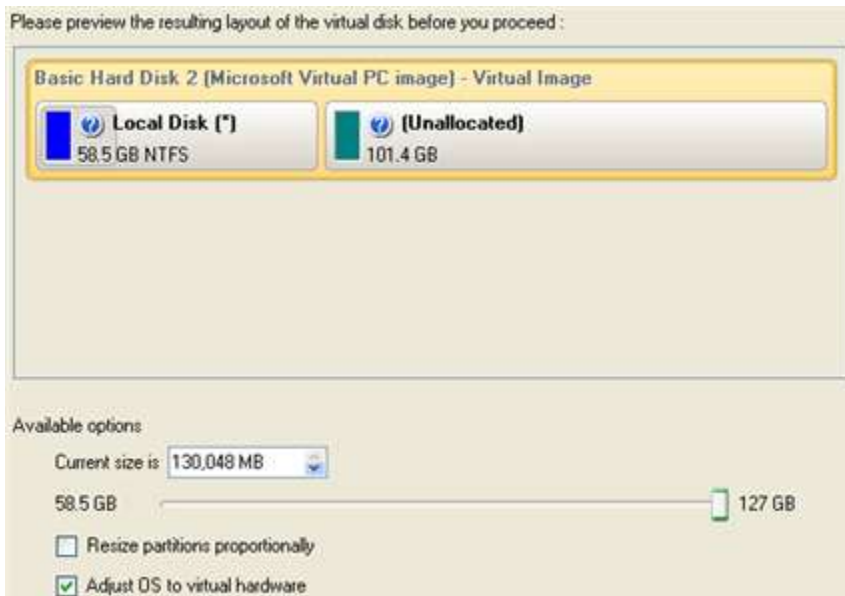 Please preview the resulting layout of the virtual disk before you proceed :
Basic Hard Disk 2 (Microsoft Virtual PC image) - Virtual Image
Local Disk (*)
58.5 GB NTFS
(Unallocated)
101.4 GB
Available options
Current size is 130,048 MB
58.5 GB 127 GB
Resize partitions proportionally
Adjust OS to virtual hardware